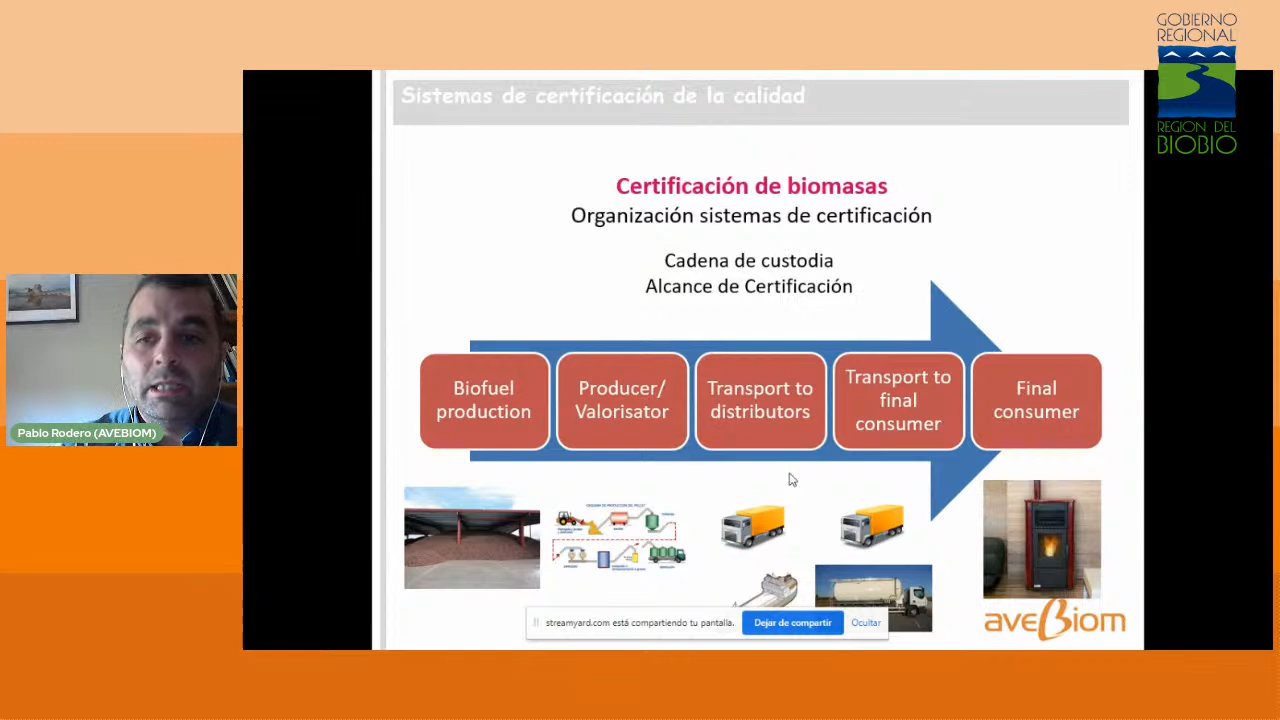 GOBIERNO
REGIONAL
REGION DEL
BIOBIO
Sistemas de certificación de la calidad
Certificación de biomasas
Organización sistemas de certificación
Cadena de custodia
Alcance de Certificación
Biofuel
production
Producer/
Valorisator
Transport to
distributors
Transport to
final
consumer
Final
consumer
Pablo Rodero (AVEBIOM)
streamyard.com está compartiendo tu pantalla.
Dejar de compartir
Ocultar
aveBiom